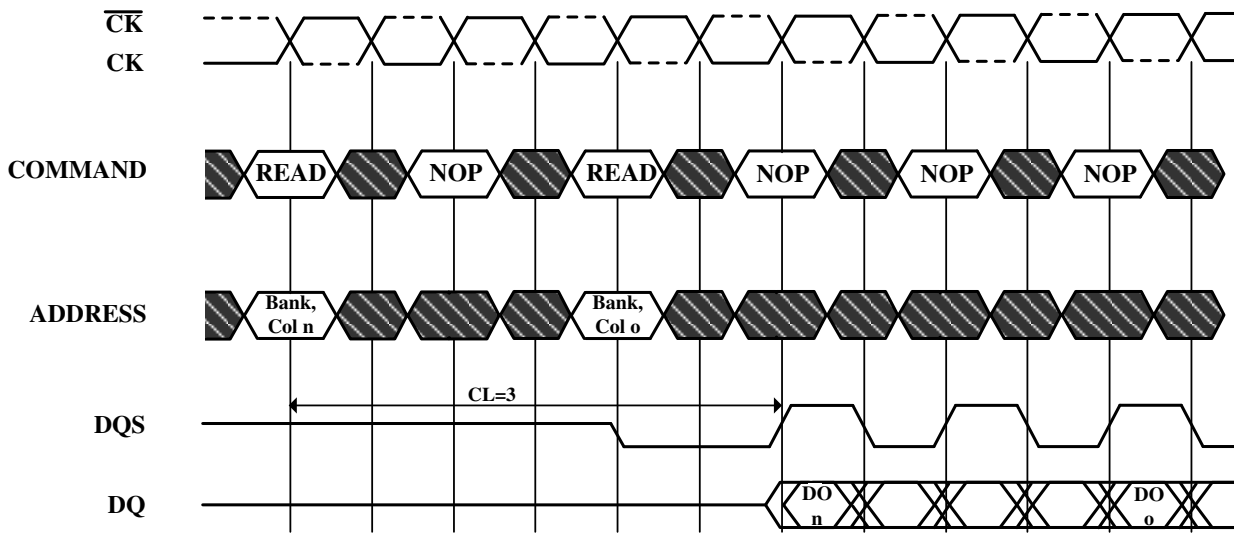 CK
CK
COMMAND
READ
NOP
READ
NOP
NOP
NOP
ADDRESS
Bank,
Col n
Bank,
Col o
CL=3
DQS
DQ
DO
n
DO
o